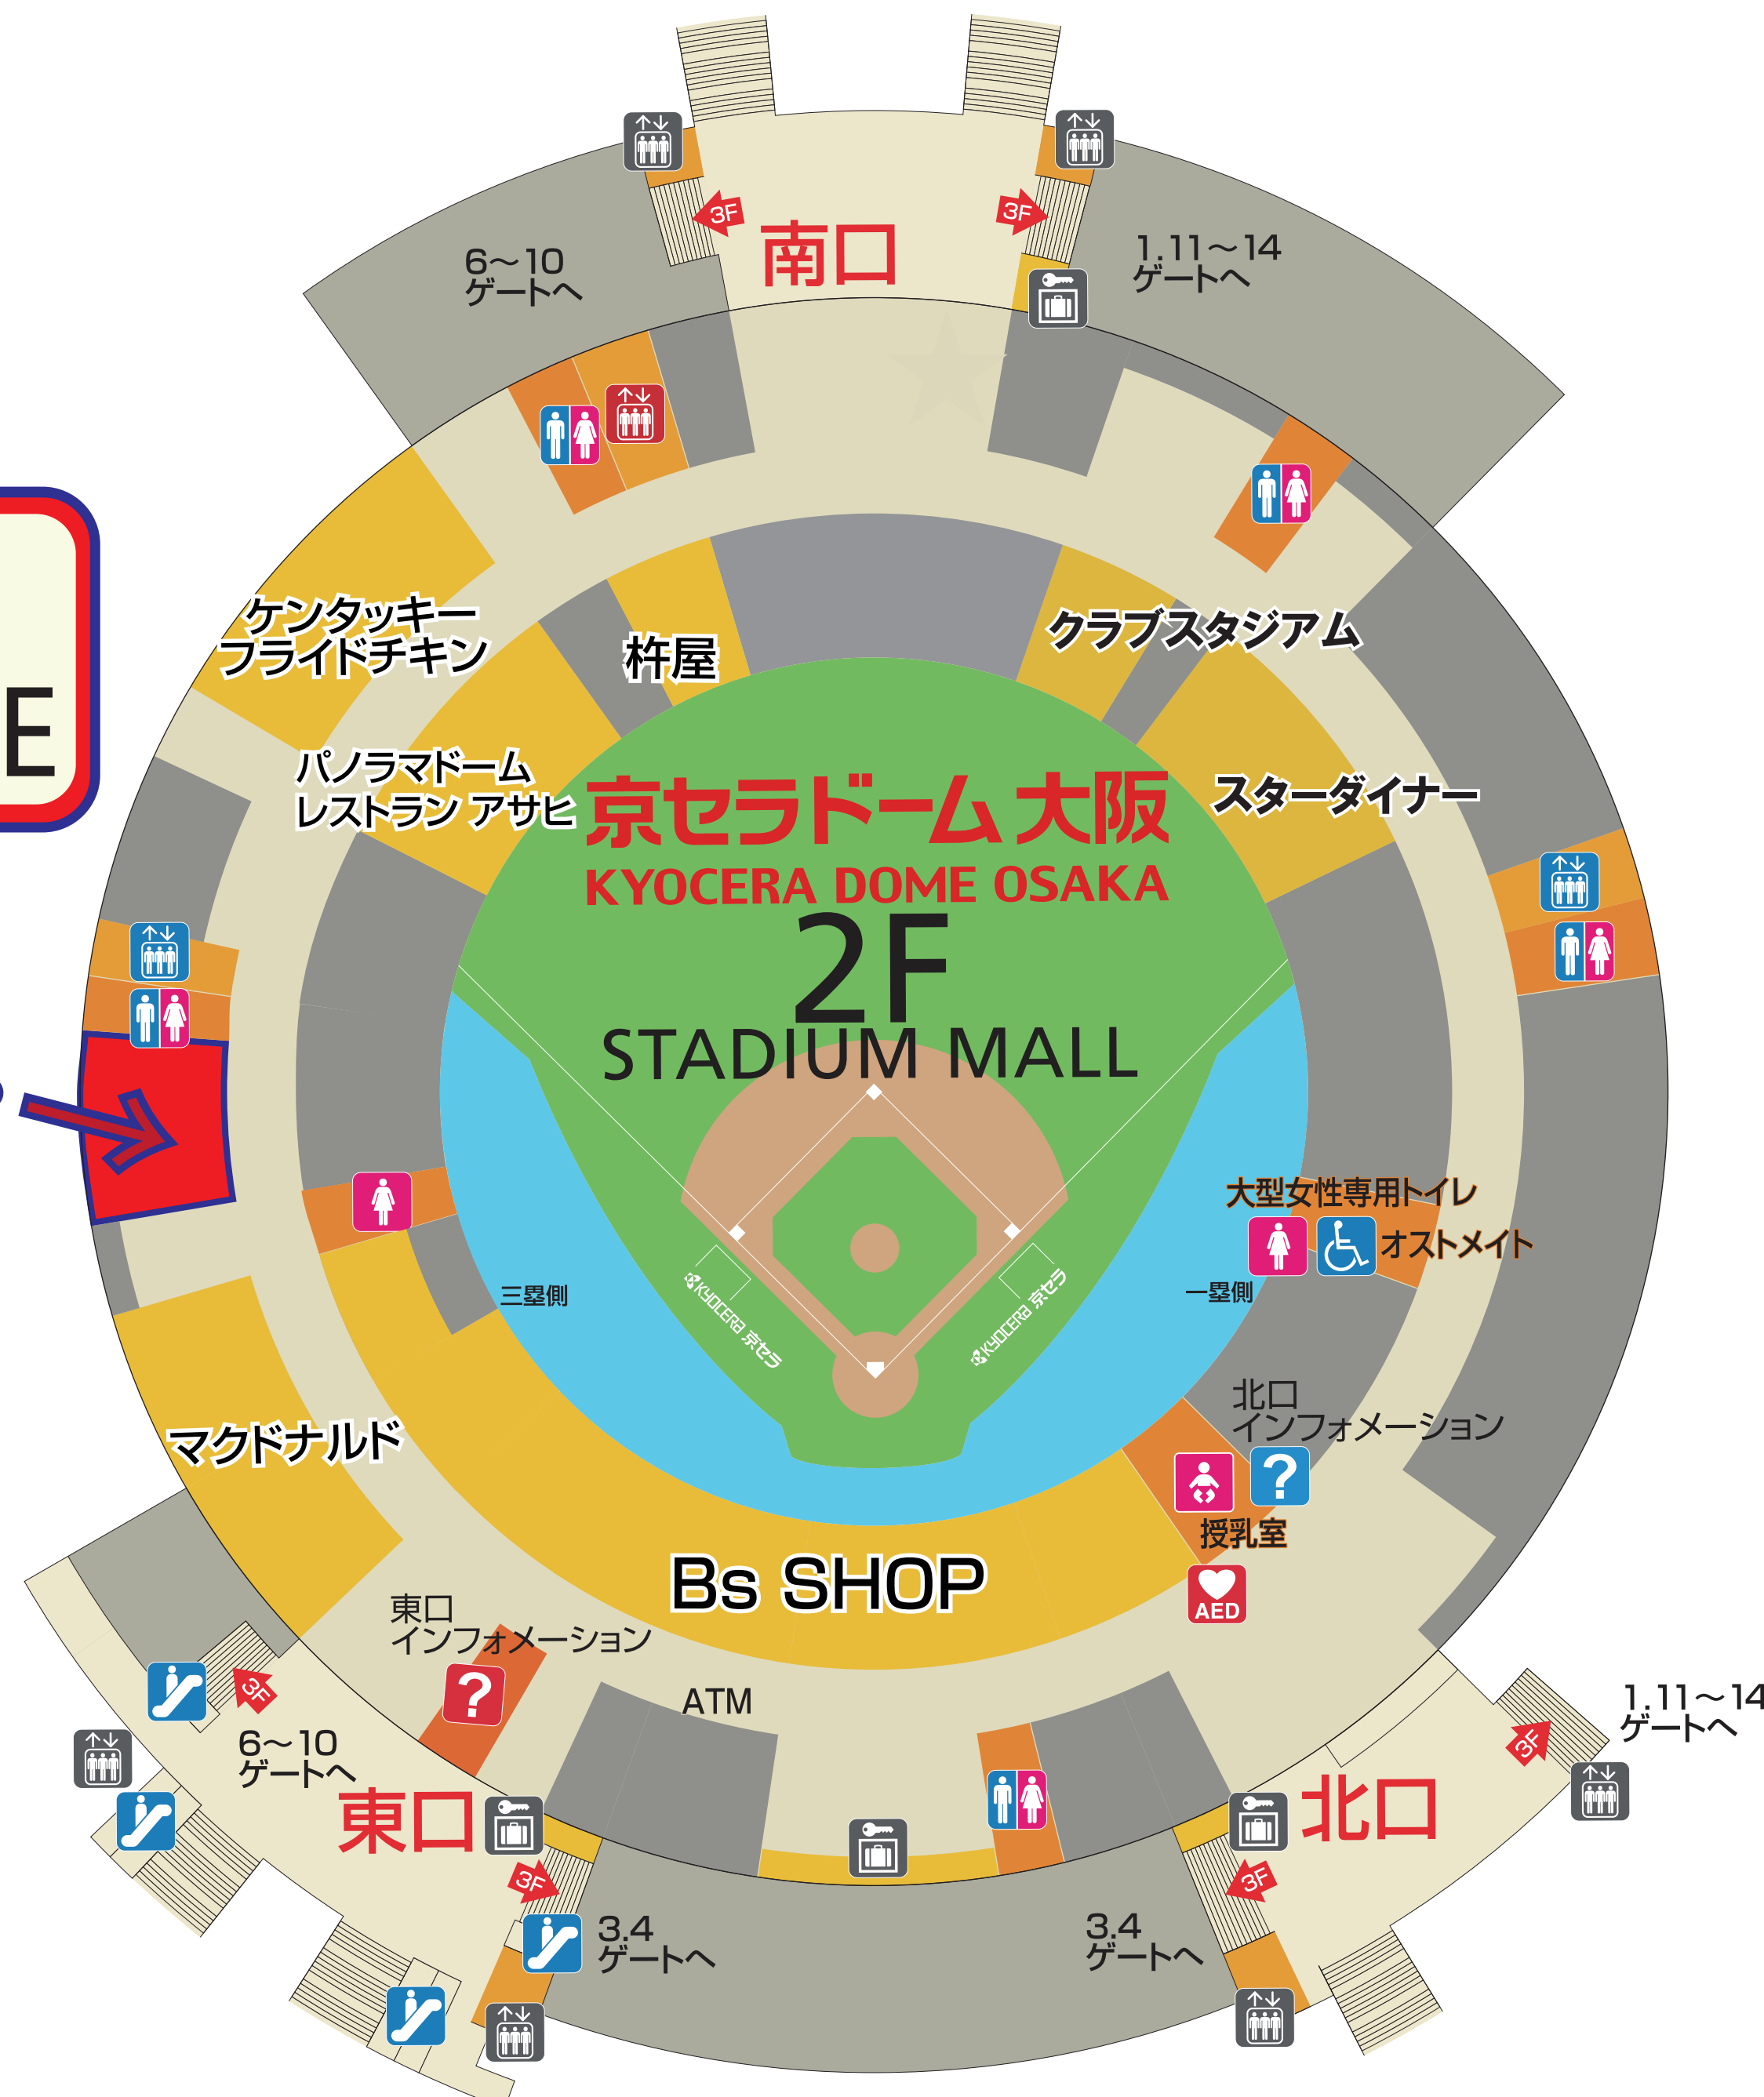 3F
3F
南口
6〜10
ゲートへ
1.11〜14
ゲートへ
ケンタッキー
フライドチキン
杵屋
クラブスタジアム
E
パノラマドーム
レストラン アサヒ
スターダイナー
京セラドーム 大阪
KYOCERA DOME OSAKA
2F
STADIUM MALL
大型女性専用トイレ
オストメイト
三塁側
一塁側
KYOCERA 京セラ
KYOCERA 京セラ
北口
インフォメーション
?
マクドナルド
授乳室
Bs SHOP
AED
東口
インフォメーション
?
ATM
3F
6〜10
ゲートへ
1.11〜14
ゲートへ
3F
東口
北口
3F
3F
3.4
ゲートへ
3.4
ゲートへ